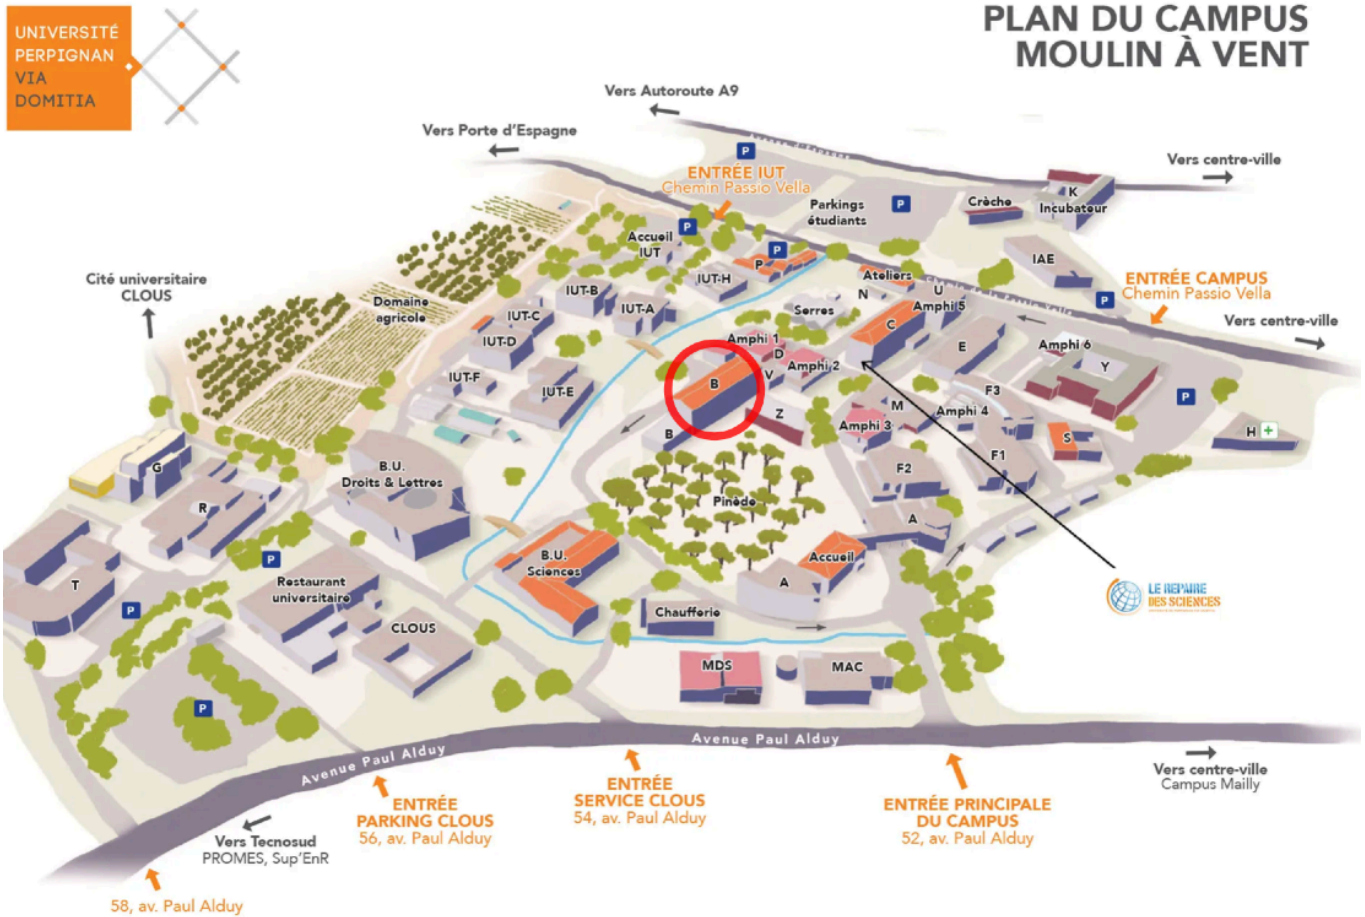 UNIVERSITÉ
PERPIGNAN
VIA
DOMITIA
PLAN DU CAMPUS
MOULIN À VENT
Vers Autoroute A9
Vers Porte d'Espagne
Avenue d'Espagne
P
ENTRÉE IUT
Chemin Passio Vella
Vers centre-ville
K
Incubateur
Crèche
Parkings
étudiants
P
P
Accueil
IUT
P
P
IUT-H
IAE
Cité universitaire
CLOUS
Ateliers
U
N
Amphi 5
ENTRÉE CAMPUS
Chemin Passio Vella
P
Vers centre-ville
Domaine
agricole
IUT-B
IUT-A
IUT-C
IUT-D
IUT-F
IUT-E
Serres
C
E
Amphi 6
Y
Amphi 1
D
V
Amphi 2
B
B
Z
F3
M
Amphi 4
Amphi 3
P
S
H
F1
F2
A
G
R
B.U.
Droits & Lettres
Pinède
B.U.
Sciences
Accueil
A
LE REPAIRE
DES SCIENCES
T
P
P
Restaurant
universitaire
CLOUS
Chaufferie
MDS
MAC
P
Avenue Paul Alduy
Avenue Paul Alduy
ENTRÉE
PARKING CLOUS
56, av. Paul Alduy
ENTRÉE
SERVICE CLOUS
54, av. Paul Alduy
ENTRÉE PRINCIPALE
DU CAMPUS
52, av. Paul Alduy
Vers centre-ville
Campus Mailly
Vers Tecnosud
PROMES, Sup'EnR
58, av. Paul Alduy